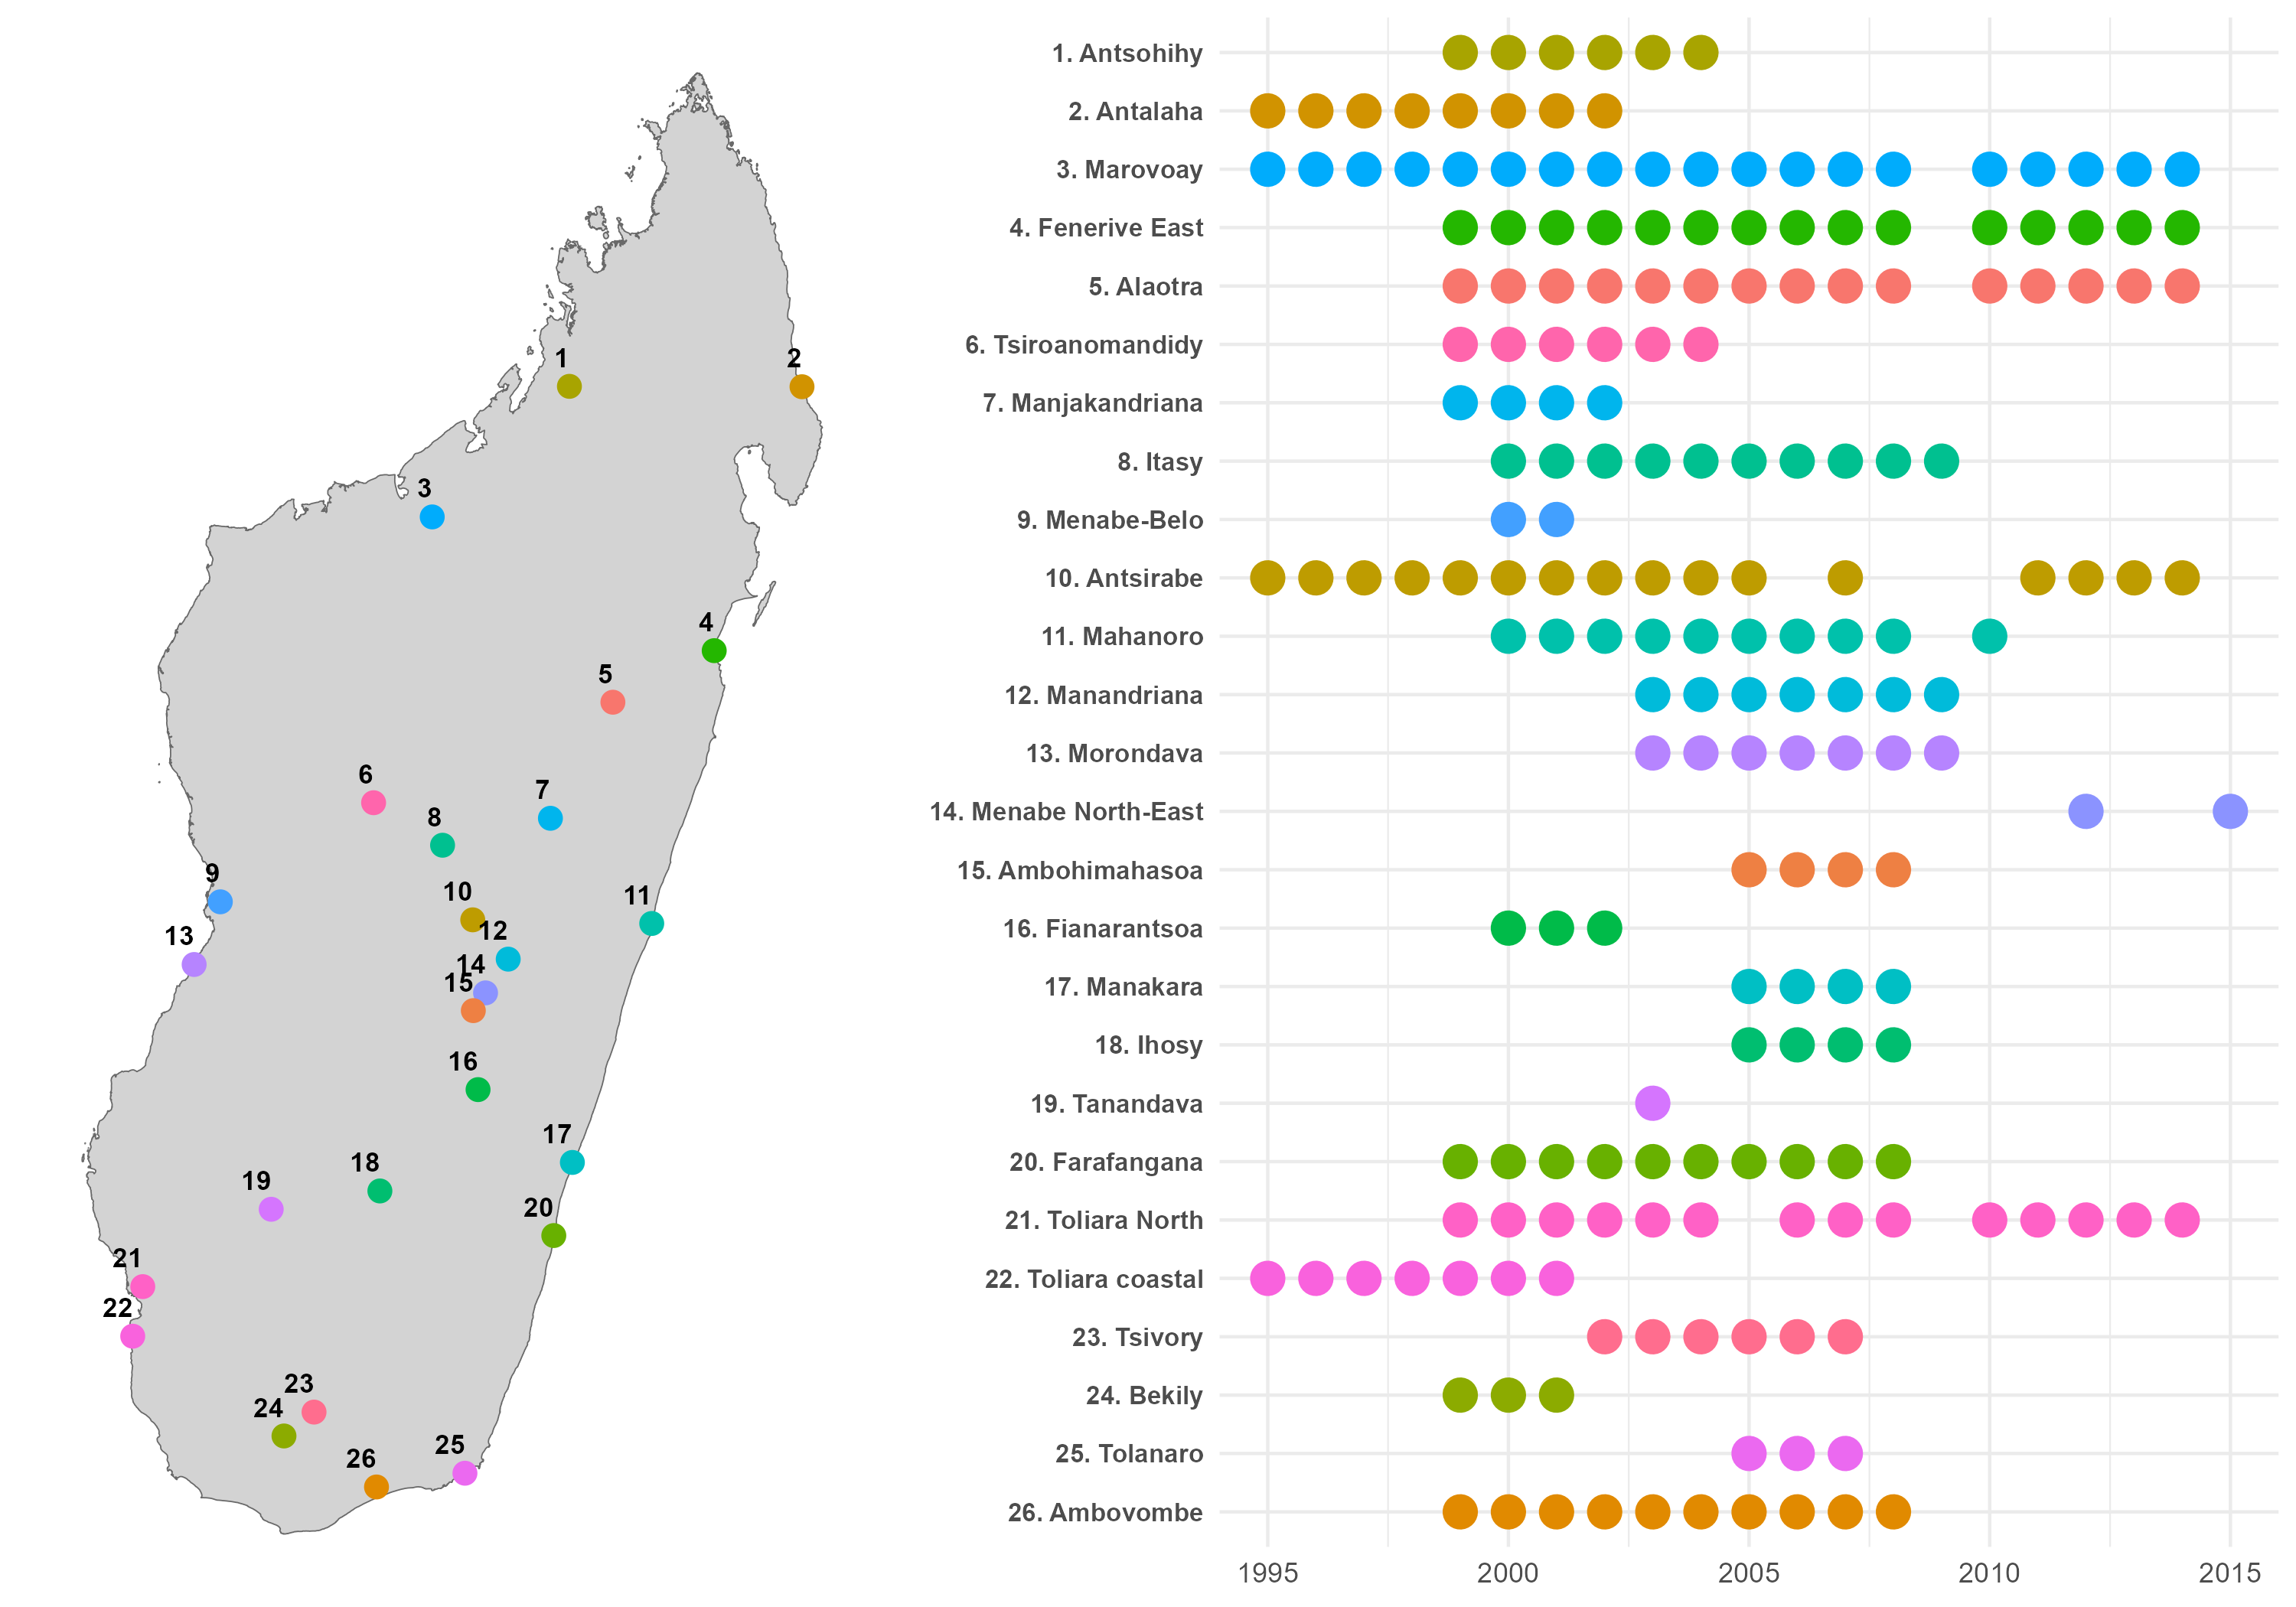 1
2
3
4
5
6
7
8
9
10
11
12
13
14
15
16
17
18
19
20
21
22
23
24
25
26
1. Antsohihy
2. Antalaha
3. Marovoay
4. Fenerive East
5. Alaotra
6. Tsiroanomandidy
7. Manjakandriana
8. Itasy
9. Menabe-Belo
10. Antsirabe
11. Mahanoro
12. Manandriana
13. Morondava
14. Menabe North-East
15. Ambohimahasoa
16. Fianarantsoa
17. Manakara
18. Ihosy
19. Tanandava
20. Farafangana
21. Toliara North
22. Toliara coastal
23. Tsivory
24. Bekily
25. Tolanaro
26. Ambovombe
1995 2000 2005 2010 2015